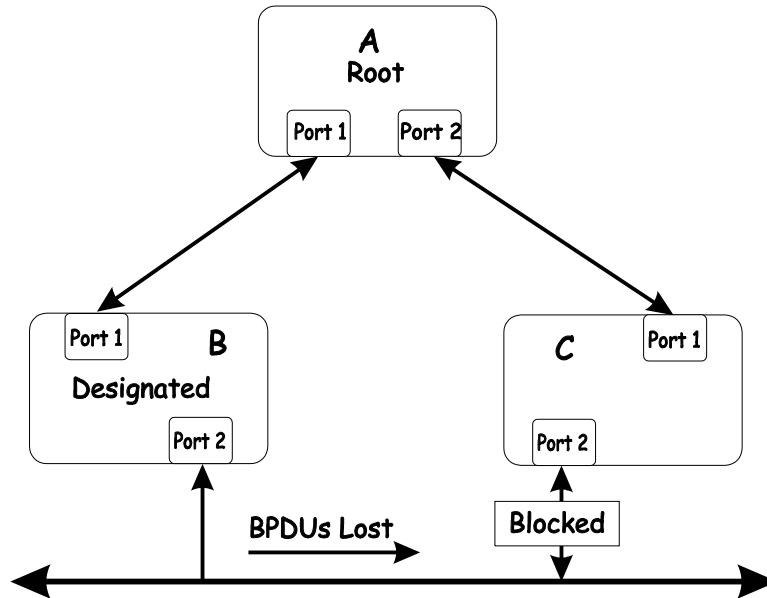 A
Root
Port 1
Port 2
Port 1
B
Designated
Port 2
C
Port 1
Port 2
BPDUs Lost
Blocked